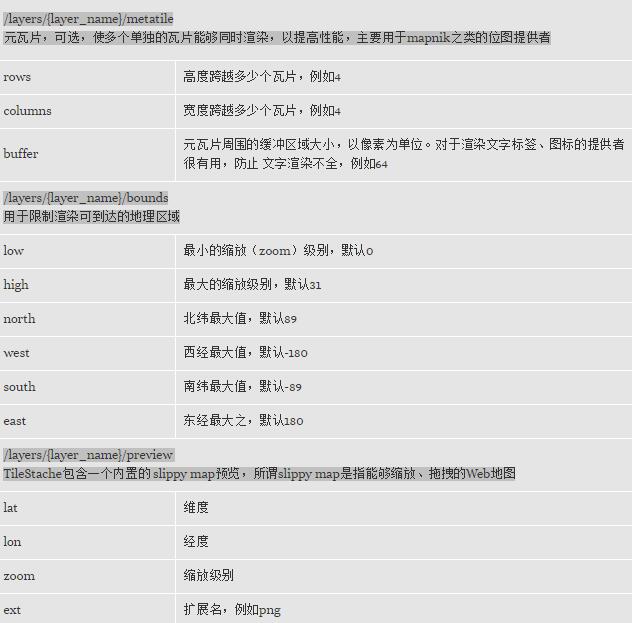 /layers/{layer_name}/metatile
元瓦片，可选，使多个单独的瓦片能够同时渲染，以提高性能，主要用于mapnik之类的位图提供者
rows 高度跨越多少个瓦片，例如4
columns 宽度跨越多少个瓦片，例如4
buffer 元瓦片周围的缓冲区域大小，以像素为单位。对于渲染文字标签、图标的提供者
很有用，防止 文字渲染不全，例如64
/layers/{layer_name}/bounds
用于限制渲染可到达的地理区域
low 最小的缩放（zoom）级别，默认0
high 最大的缩放级别，默认31
north 北纬最大值，默认89
west 西经最大值，默认-180
south 南纬最大值，默认-89
east 东经最大之，默认180
/layers/{layer_name}/preview
TileStache包含一个内置的 slippy map预览，所谓slippy map是指能够缩放、拖拽的Web地图
lat 维度
lon 经度
zoom 缩放级别
ext 扩展名，例如png